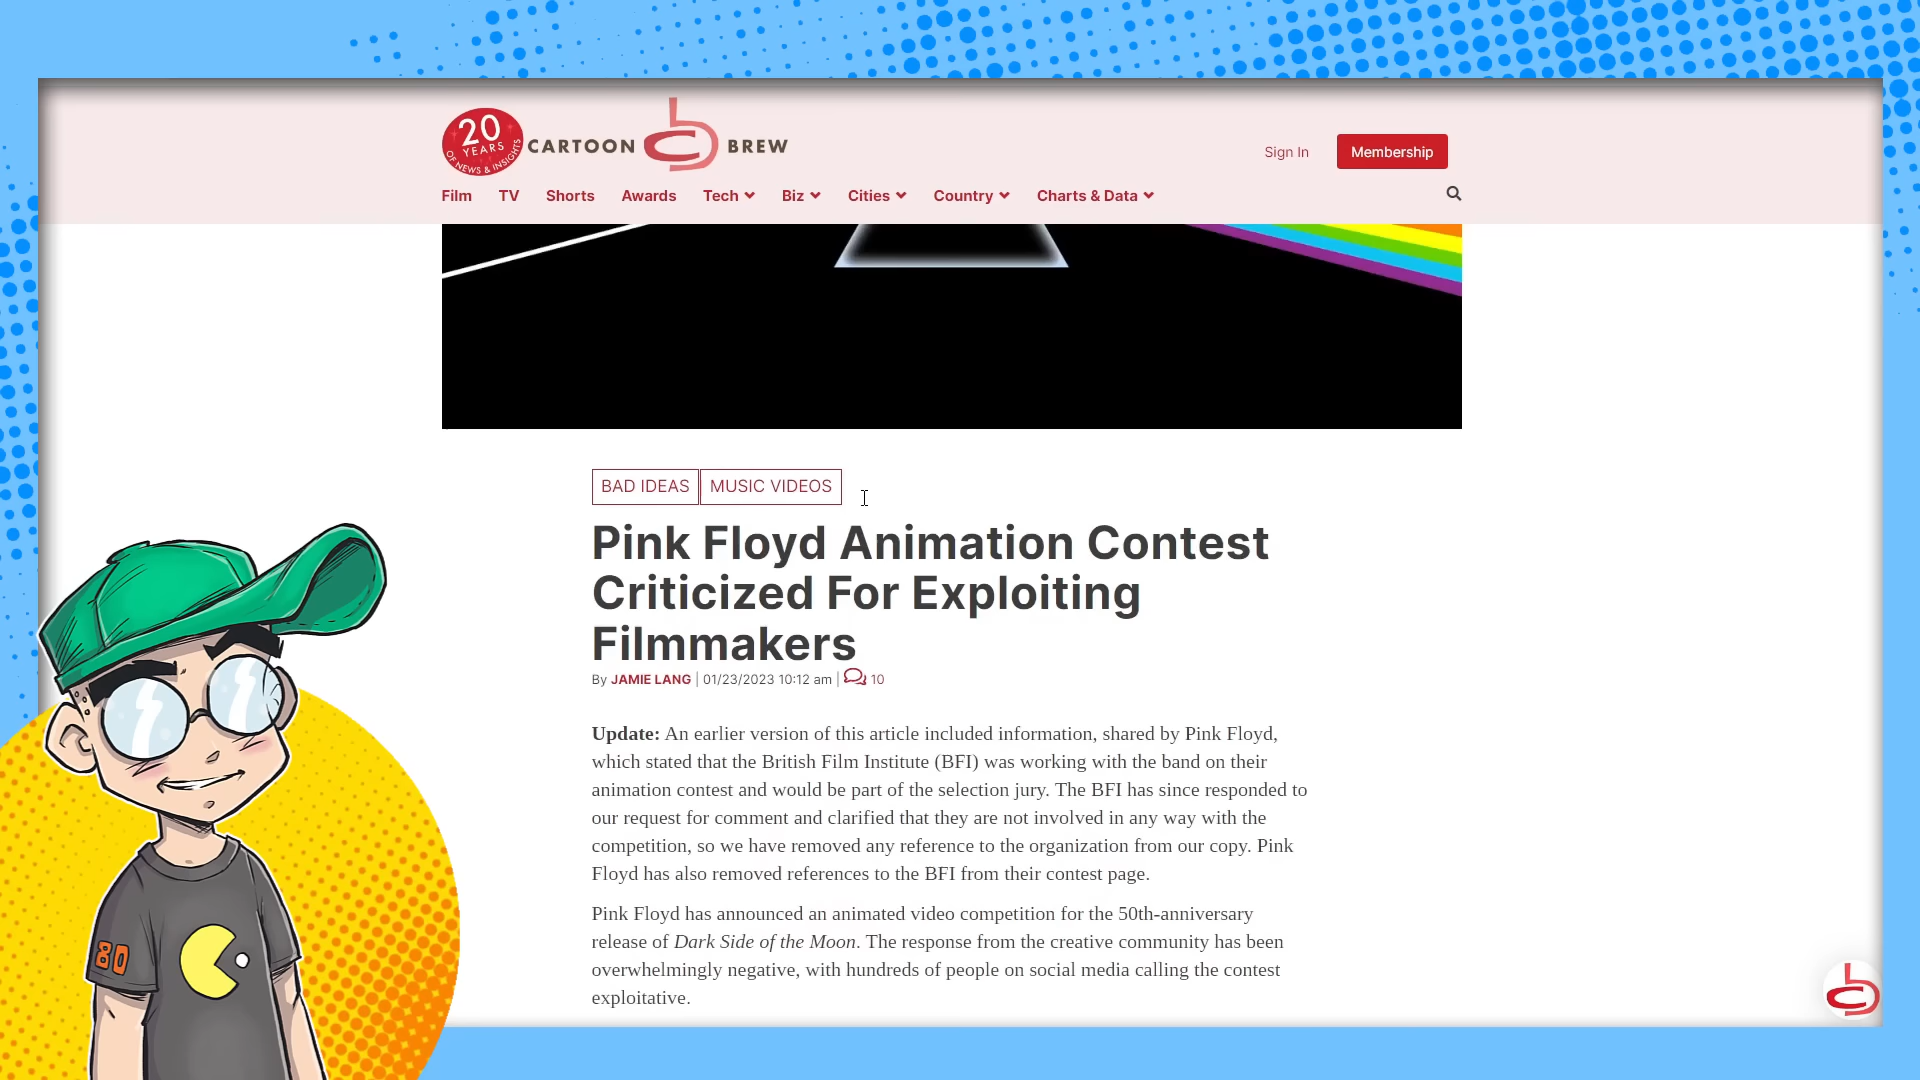 20
YEARS
OF NEWS & INSIGHTS
CARTOON BREW
Sign In
Membership
Film TV Shorts Awards Tech Biz Cities Country Charts & Data
BAD IDEAS MUSIC VIDEOS
Pink Floyd Animation Contest
Criticized For Exploiting
Filmmakers
By JAMIE LANG | 01/23/2023 10:12 am | 10
Update: An earlier version of this article included information, shared by Pink Floyd,
which stated that the British Film Institute (BFI) was working with the band on their
animation contest and would be part of the selection jury. The BFI has since responded to
our request for comment and clarified that they are not involved in any way with the
competition, so we have removed any reference to the organization from our copy. Pink
Floyd has also removed references to the BFI from their contest page.
Pink Floyd has announced an animated video competition for the 50th-anniversary
release of Dark Side of the Moon. The response from the creative community has been
overwhelmingly negative, with hundreds of people on social media calling the contest
exploitative.
80